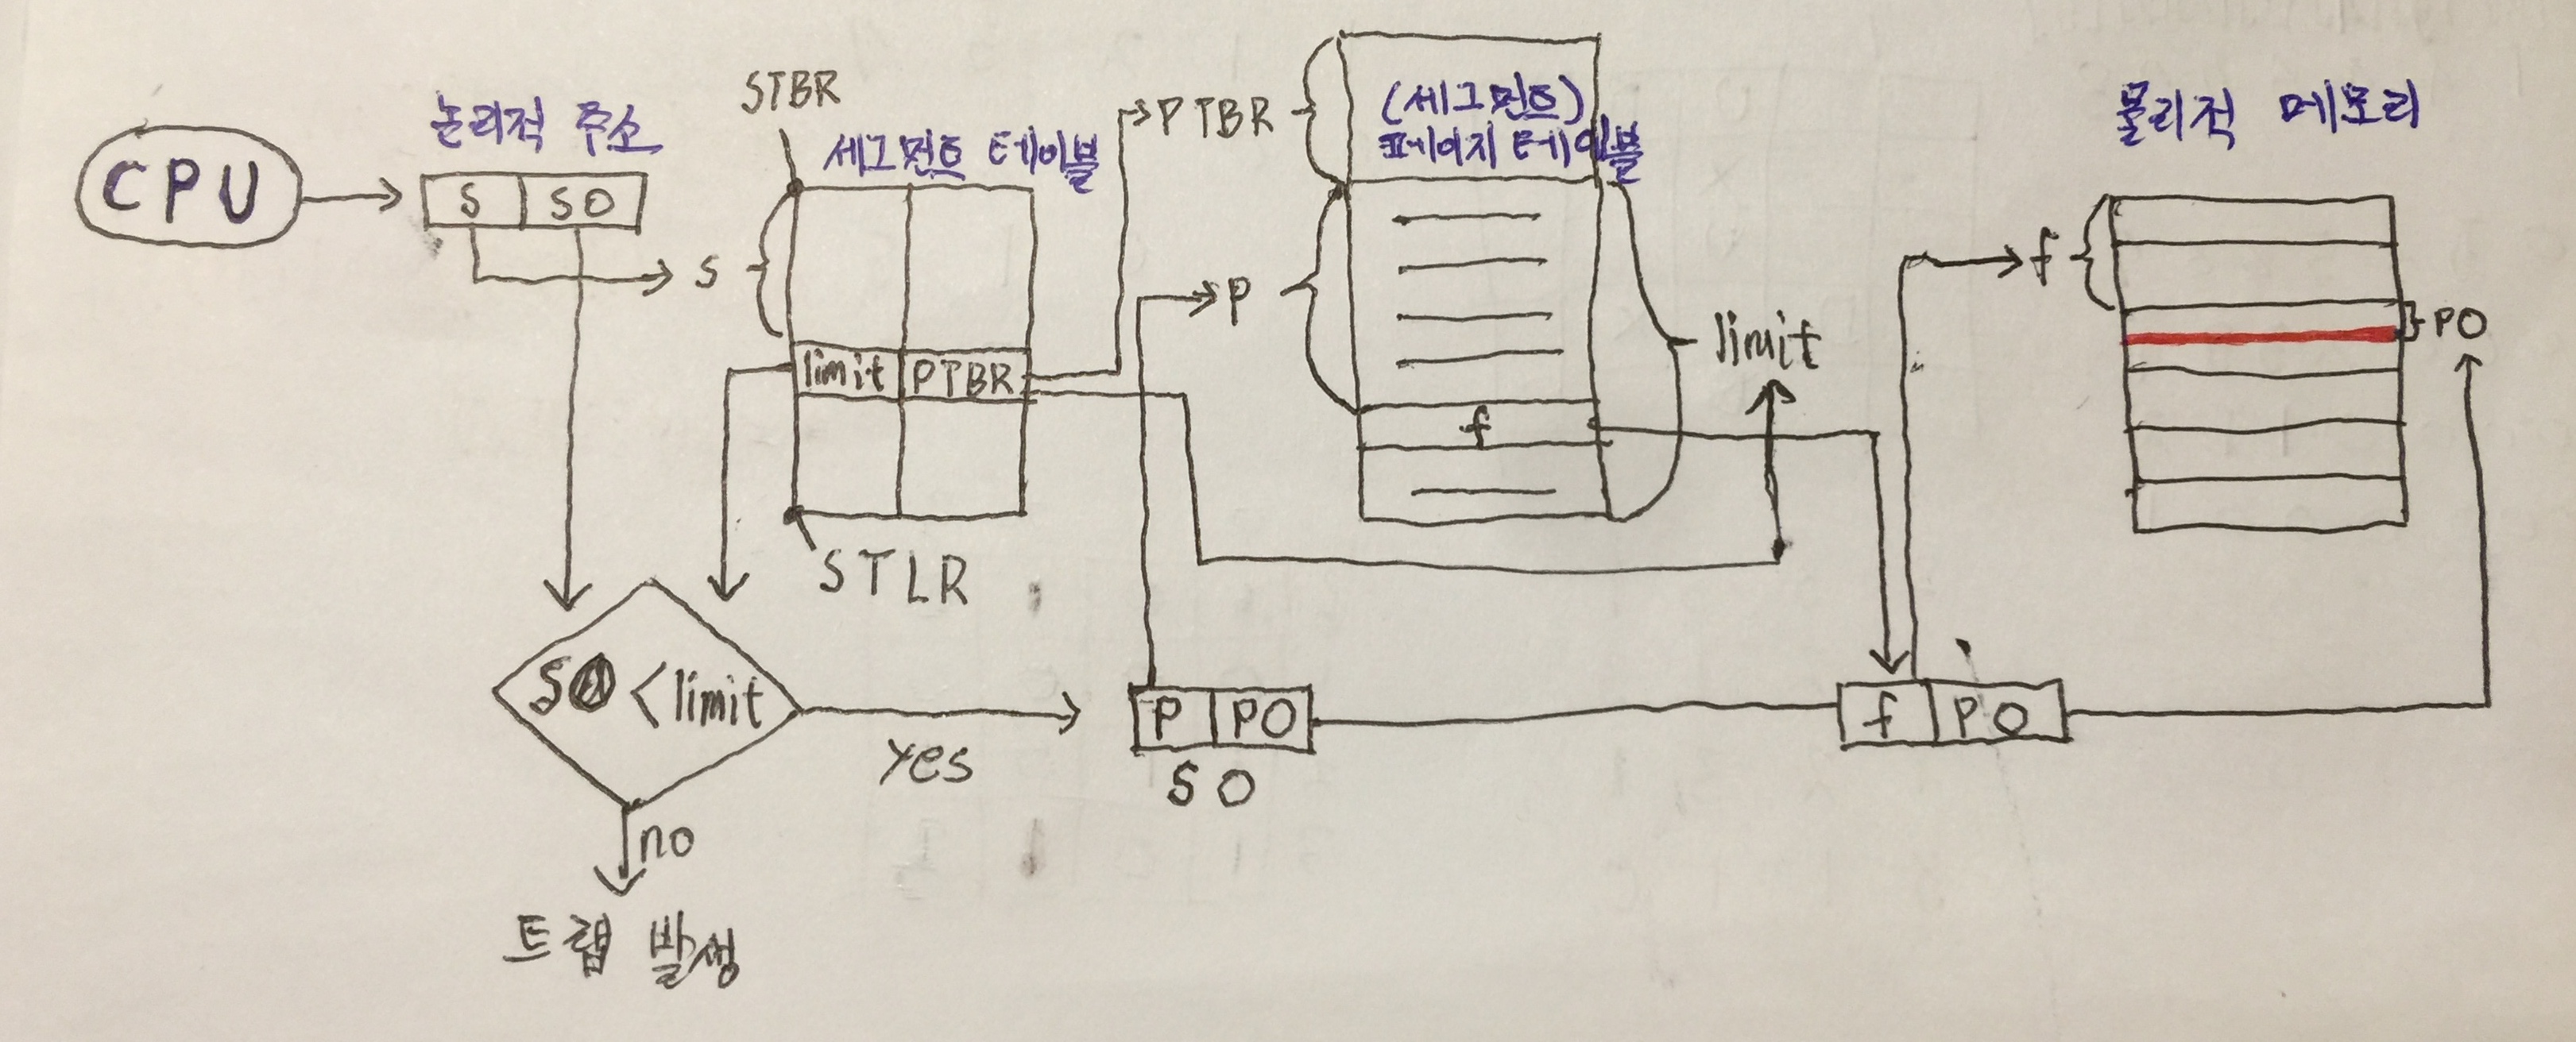 CPU
논리적 주소
S SO
S
STBR
세그먼트 테이블
limit PTBR
STLR
PTBR
(세그먼트)
페이지 테이블
P
f
limit
물리적 메모리
f
PO
SO < limit
yes
no
트랩 발생
P PO
SO
f PO